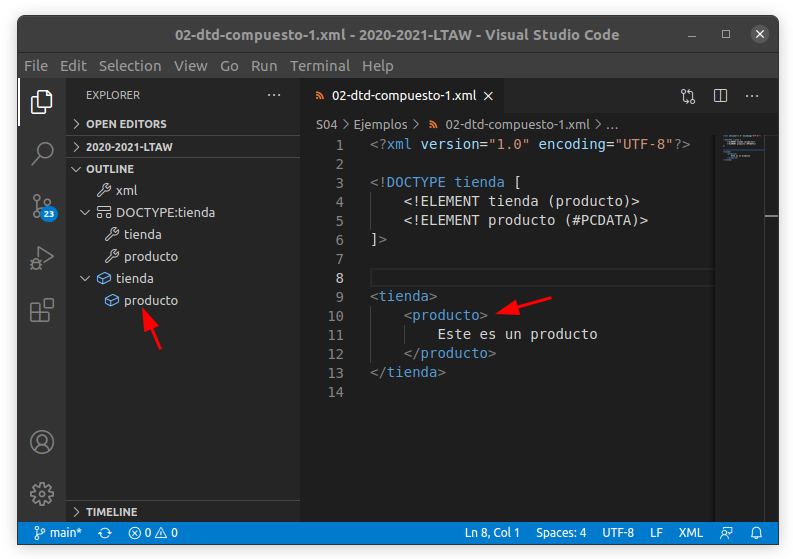 02-dtd-compuesto-1.xml - 2020-2021-LTAW - Visual Studio Code
File Edit Selection View Go Run Terminal Help
EXPLORER
OPEN EDITORS
2020-2021-LTAW
OUTLINE
xml
DOCTYPE:tienda
tienda
producto
tienda
producto
TIMELINE
23
02-dtd-compuesto-1.xml
S04 > Ejemplos > 02-dtd-compuesto-1.xml > ...
1 <?xml version="1.0" encoding="UTF-8"?>
2
3 <!DOCTYPE tienda [
4 <!ELEMENT tienda (producto)>
5 <!ELEMENT producto (#PCDATA)>
6 ]>
7
8
9 <tienda>
10 <producto>
11 Este es un producto
12 </producto>
13 </tienda>
14
main* 0 0 Ln 8, Col 1 Spaces: 4 UTF-8 LF XML